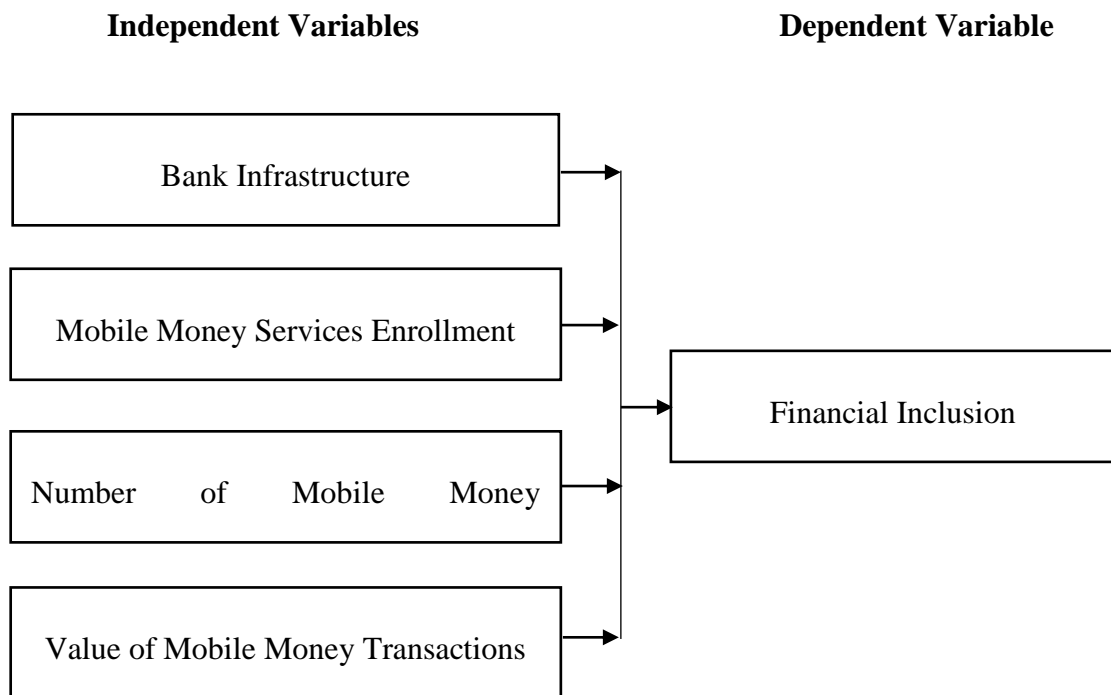 Independent Variables
Dependent Variable
Bank Infrastructure
Mobile Money Services Enrollment
Financial Inclusion
Number of Mobile Money
Value of Mobile Money Transactions